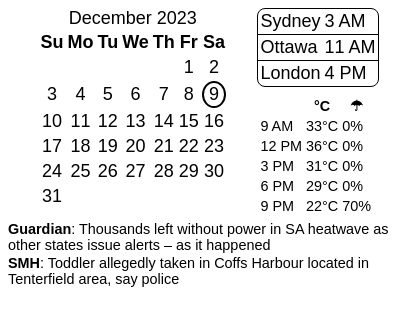 December 2023
Su Mo Tu We Th Fr Sa
1 2
3 4 5 6 7 8 9
10 11 12 13 14 15 16
17 18 19 20 21 22 23
24 25 26 27 28 29 30
31
Sydney 3 AM
Ottawa 11 AM
London 4 PM
°C ☂
9 AM 33°C 0%
12 PM 36°C 0%
3 PM 31°C 0%
6 PM 29°C 0%
9 PM 22°C 70%
Guardian: Thousands left without power in SA heatwave as
other states issue alerts – as it happened
SMH: Toddler allegedly taken in Coffs Harbour located in
Tenterfield area, say police